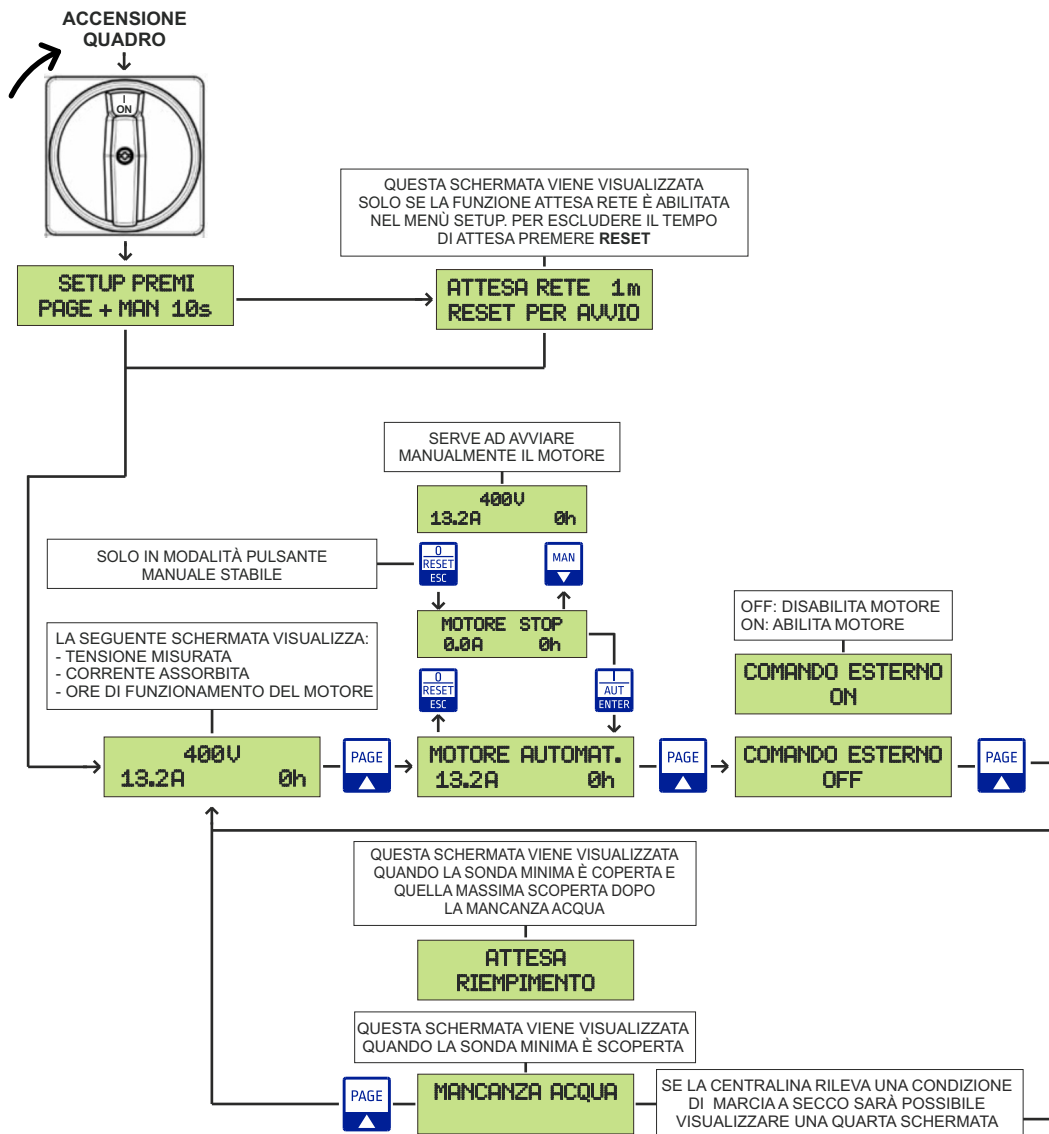 ACCENSIONE
QUADRO
I
ON
QUESTA SCHERMATA VIENE VISUALIZZATA
SOLO SE LA FUNZIONE ATTESA RETE È ABILITATA
NEL MENÙ SETUP. PER ESCLUDERE IL TEMPO
DI ATTESA PREMERE RESET
SETUP PREMI
PAGE + MAN 10s
ATTESA RETE 1m
RESET PER AVVIO
SERVE AD AVVIARE
MANUALMENTE IL MOTORE
400V
13.2A 0h
SOLO IN MODALITÀ PULSANTE
MANUALE STABILE
0
RESET
ESC
MAN
MOTORE STOP
0.0A 0h
OFF: DISABILITA MOTORE
ON: ABILITA MOTORE
LA SEGUENTE SCHERMATA VISUALIZZA:
- TENSIONE MISURATA
- CORRENTE ASSORBITA
- ORE DI FUNZIONAMENTO DEL MOTORE
0
RESET
ESC
I
AUT
ENTER
COMANDO ESTERNO
ON
400V
13.2A 0h
PAGE
MOTORE AUTOMAT.
13.2A 0h
PAGE
COMANDO ESTERNO
OFF
PAGE
QUESTA SCHERMATA VIENE VISUALIZZATA
QUANDO LA SONDA MINIMA È COPERTA E
QUELLA MASSIMA SCOPERTA DOPO
LA MANCANZA ACQUA
ATTESA
RIEMPIMENTO
QUESTA SCHERMATA VIENE VISUALIZZATA
QUANDO LA SONDA MINIMA È SCOPERTA
PAGE
MANCANZA ACQUA
SE LA CENTRALINA RILEVA UNA CONDIZIONE
DI MARCIA A SECCO SARÀ POSSIBILE
VISUALIZZARE UNA QUARTA SCHERMATA